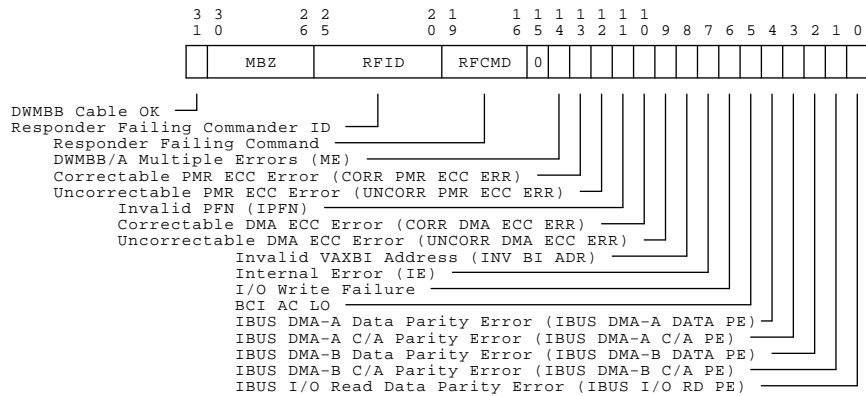 3 3 2 2 2 1 1 1 1 1 1 1 1
1 0 6 5 0 9 6 5 4 3 2 1 0 9 8 7 6 5 4 3 2 1 0
MBZ RFID RFCMD 0
DWMBB Cable OK
Responder Failing Commander ID
Responder Failing Command
DWMBB/A Multiple Errors (ME)
Correctable PMR ECC Error (CORR PMR ECC ERR)
Uncorrectable PMR ECC Error (UNCORR PMR ECC ERR)
Invalid PFN (IPFN)
Correctable DMA ECC Error (CORR DMA ECC ERR)
Uncorrectable DMA ECC Error (UNCORR DMA ECC ERR)
Invalid VAXBI Address (INV BI ADR)
Internal Error (IE)
I/O Write Failure
BCI AC LO
IBUS DMA-A Data Parity Error (IBUS DMA-A DATA PE)
IBUS DMA-A C/A Parity Error (IBUS DMA-A C/A PE)
IBUS DMA-B Data Parity Error (IBUS DMA-B DATA PE)
IBUS DMA-B C/A Parity Error (IBUS DMA-B C/A PE)
IBUS I/O Read Data Parity Error (IBUS I/O RD PE)